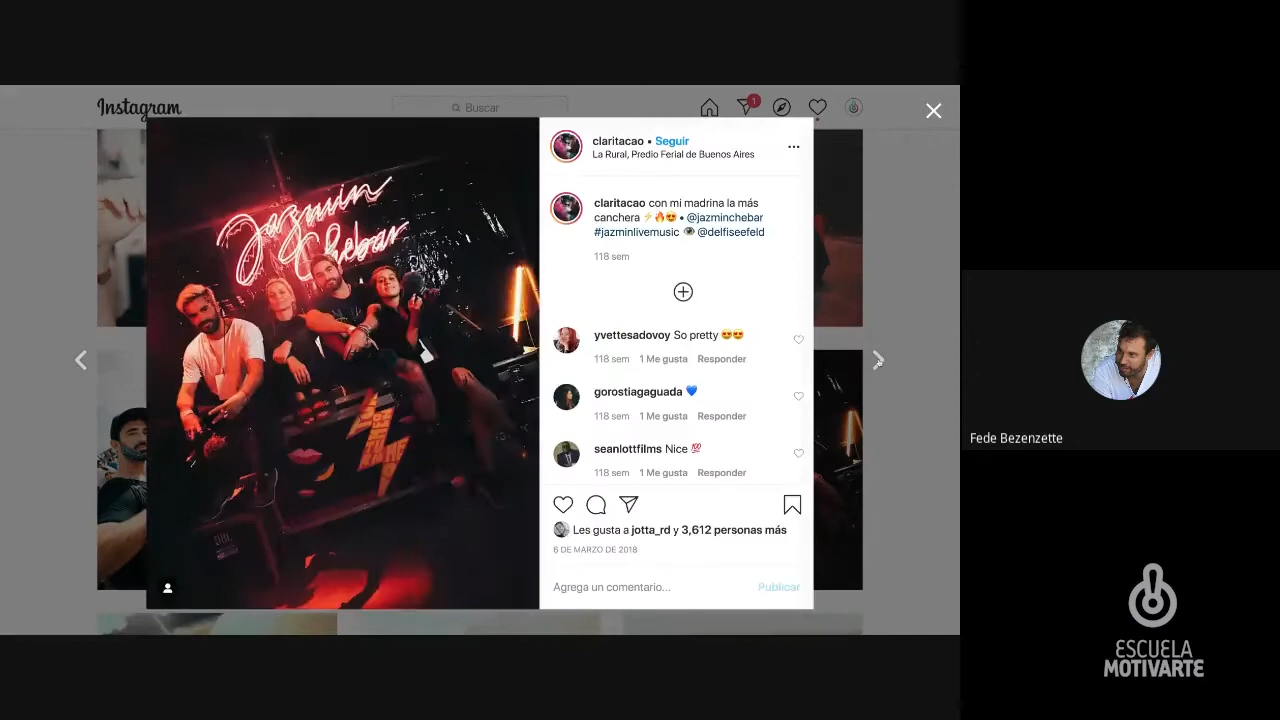 Instagram
Buscar
1
claritacao • Seguir
La Rural, Predio Ferial de Buenos Aires
claritacao con mi madrina la más
canchera ⚡🔥😍 • @jazminchebar
#jazminlivemusic 👁 @delfiseefeld
118 sem
yvettesadovoy So pretty 😍😍
118 sem 1 Me gusta Responder
gorostiagaguada 💙
118 sem 1 Me gusta Responder
seanlottfilms Nice 💯
118 sem 1 Me gusta Responder
Les gusta a jotta_rd y 3,612 personas más
6 DE MARZO DE 2018
Agrega un comentario...
Publicar
Jazmin
Chebar
JBL
Fede Bezenzette
ESCUELA
MOTIVARTE